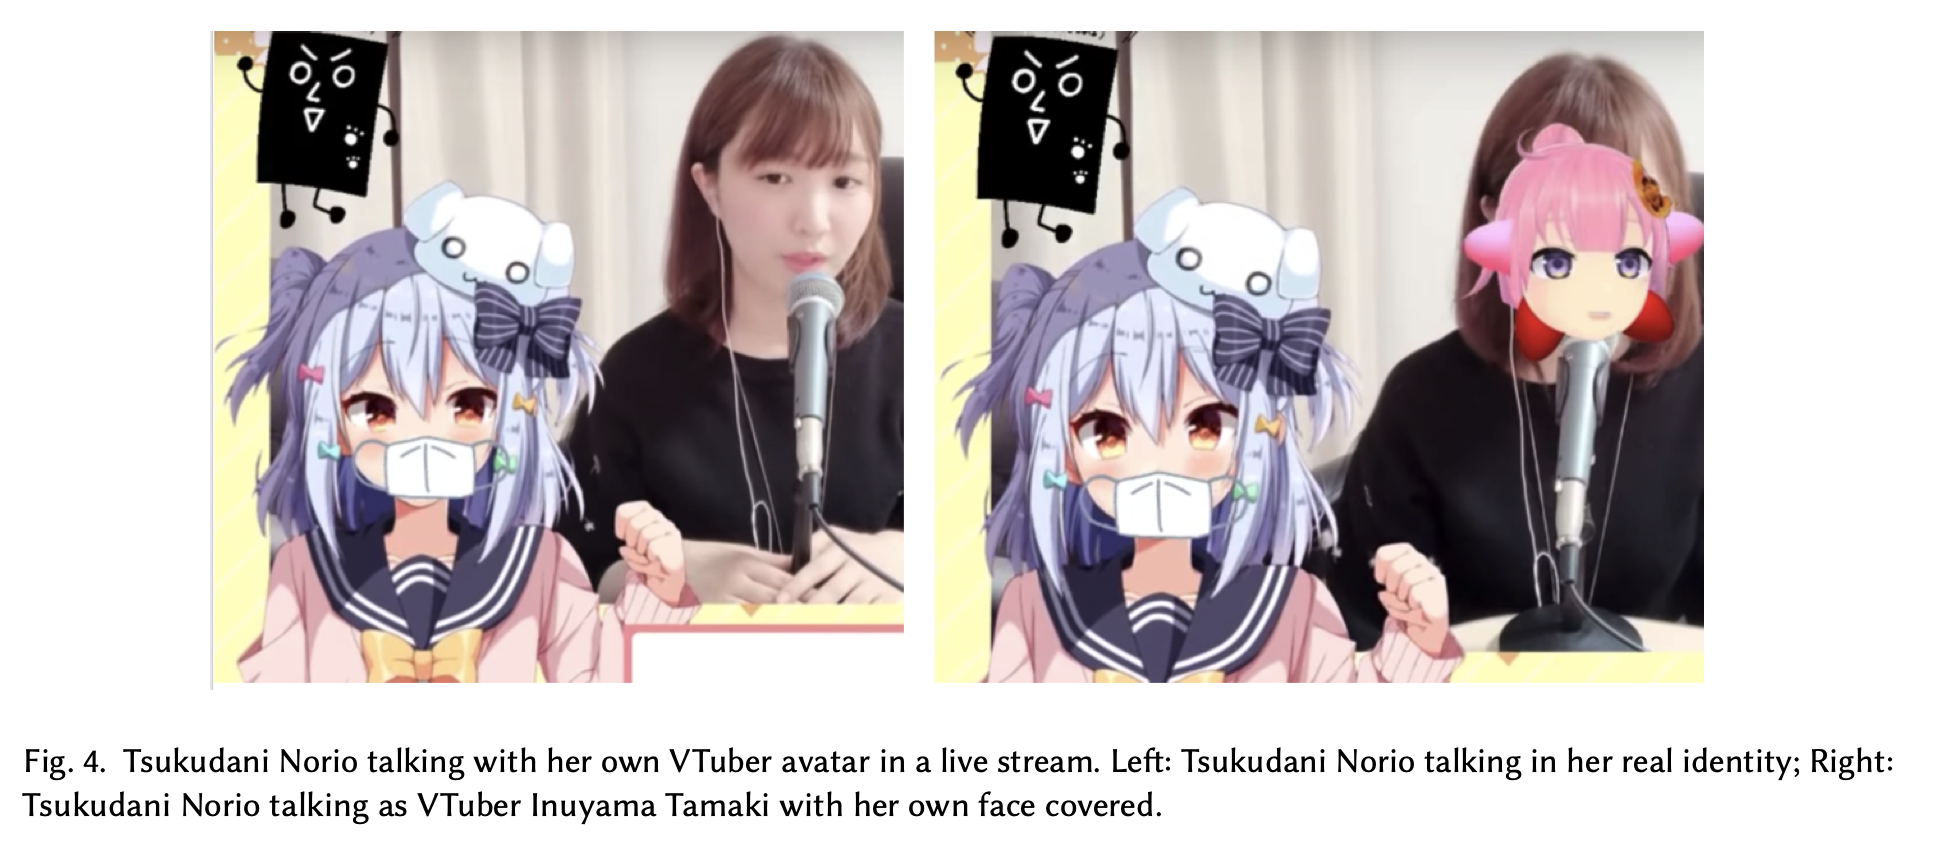 Fig. 4. Tsukudani Norio talking with her own VTuber avatar in a live stream. Left: Tsukudani Norio talking in her real identity; Right:
Tsukudani Norio talking as VTuber Inuyama Tamaki with her own face covered.